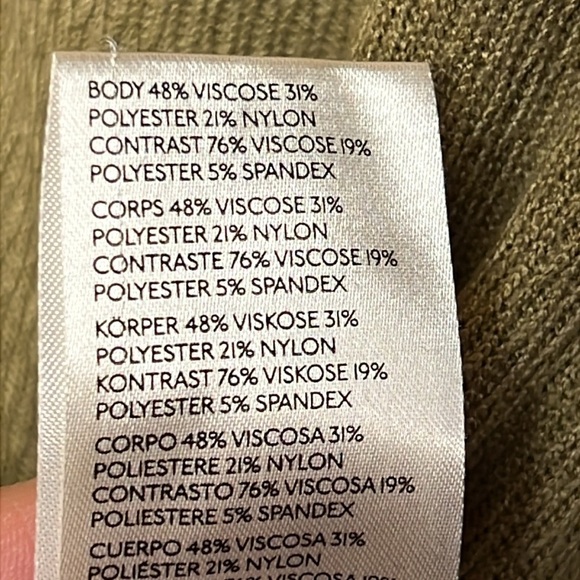 BODY 48% VISCOSE 31%
POLYESTER 21% NYLON
CONTRAST 76% VISCOSE 19%
POLYESTER 5% SPANDEX
CORPS 48% VISCOSE 31%
POLYESTER 21% NYLON
CONTRASTE 76% VISCOSE 19%
POLYESTER 5% SPANDEX
KÖRPER 48% VISKOSE 31%
POLYESTER 21% NYLON
KONTRAST 76% VISKOSE 19%
POLYESTER 5% SPANDEX
CORPO 48% VISCOSA 31%
POLIESTERE 21% NYLON
CONTRASTO 76% VISCOSA 19%
POLIESTERE 5% SPANDEX
CUERPO 48% VISCOSA 31%
POLIÉSTER 21% NYLON